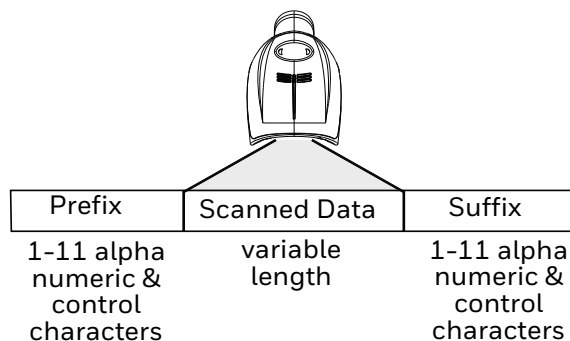 Prefix
Scanned Data
Suffix
1-11 alpha
numeric &
control
characters
variable
length
1-11 alpha
numeric &
control
characters